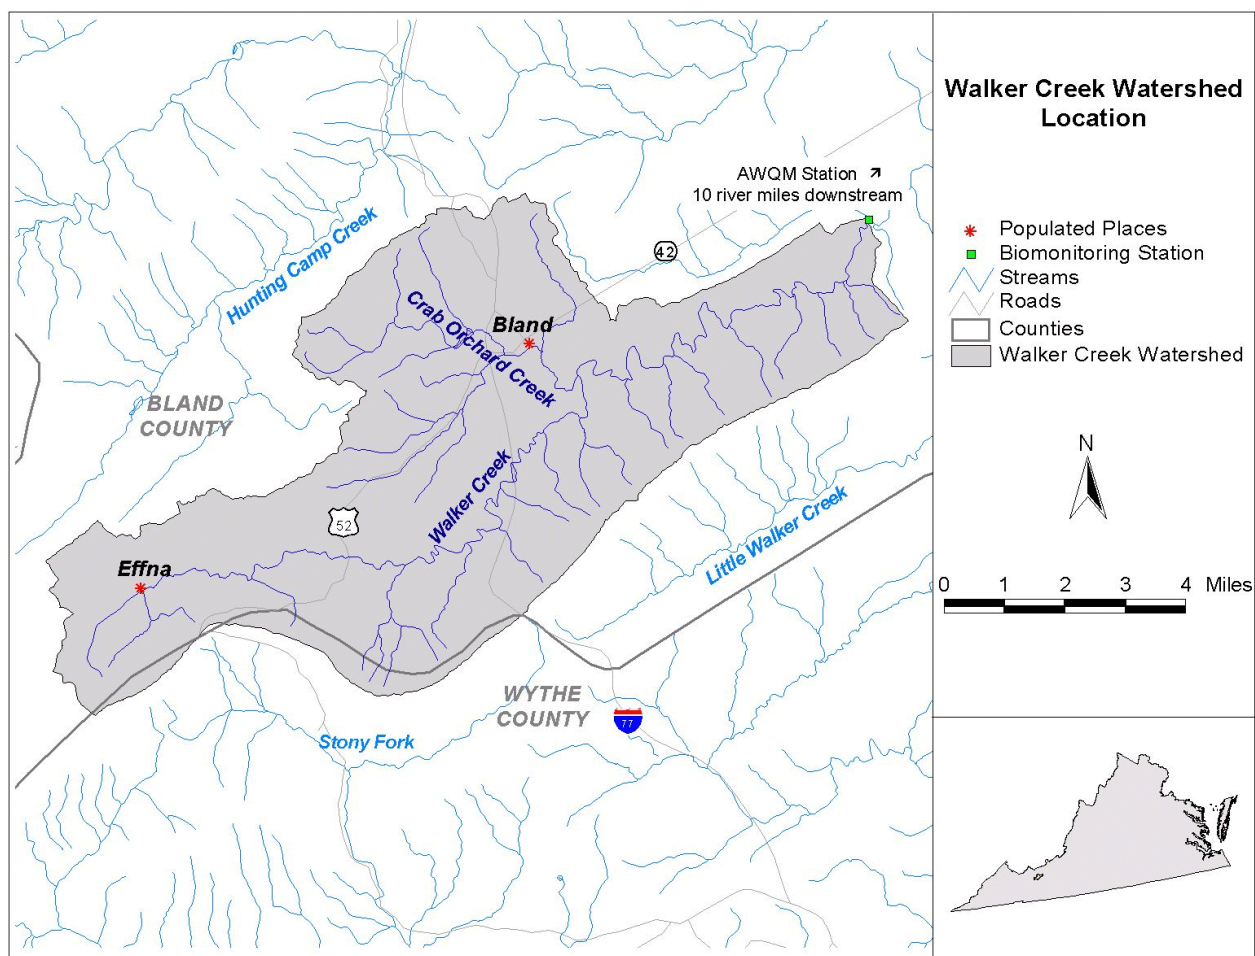 Walker Creek Watershed
Location
AWQM Station
10 river miles downstream
42
Hunting Camp Creek
Crab Orchard Creek
Bland
BLAND
COUNTY
Walker Creek
52
Effna
Little Walker Creek
WYTHE
COUNTY
77
Stony Fork
Populated Places
Biomonitoring Station
Streams
Roads
Counties
Walker Creek Watershed
N
0 1 2 3 4 Miles